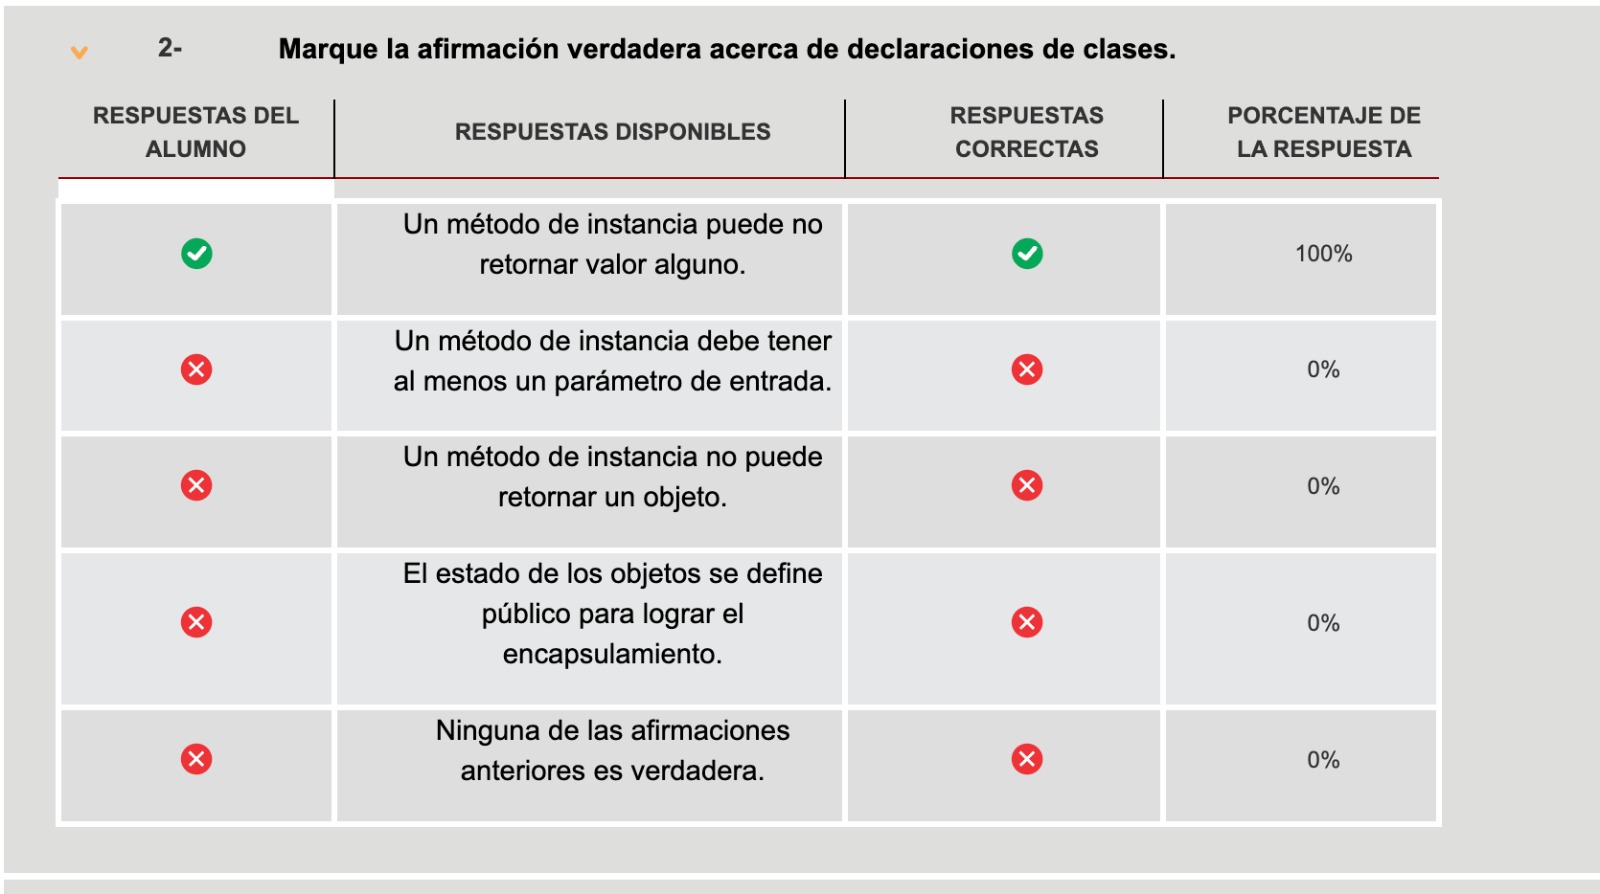 2- Marque la afirmación verdadera acerca de declaraciones de clases.
RESPUESTAS DEL
ALUMNO
RESPUESTAS DISPONIBLES
RESPUESTAS
CORRECTAS
PORCENTAJE DE
LA RESPUESTA
Un método de instancia puede no
retornar valor alguno.
100%
Un método de instancia debe tener
al menos un parámetro de entrada.
0%
Un método de instancia no puede
retornar un objeto.
0%
El estado de los objetos se define
público para lograr el
encapsulamiento.
0%
Ninguna de las afirmaciones
anteriores es verdadera.
0%